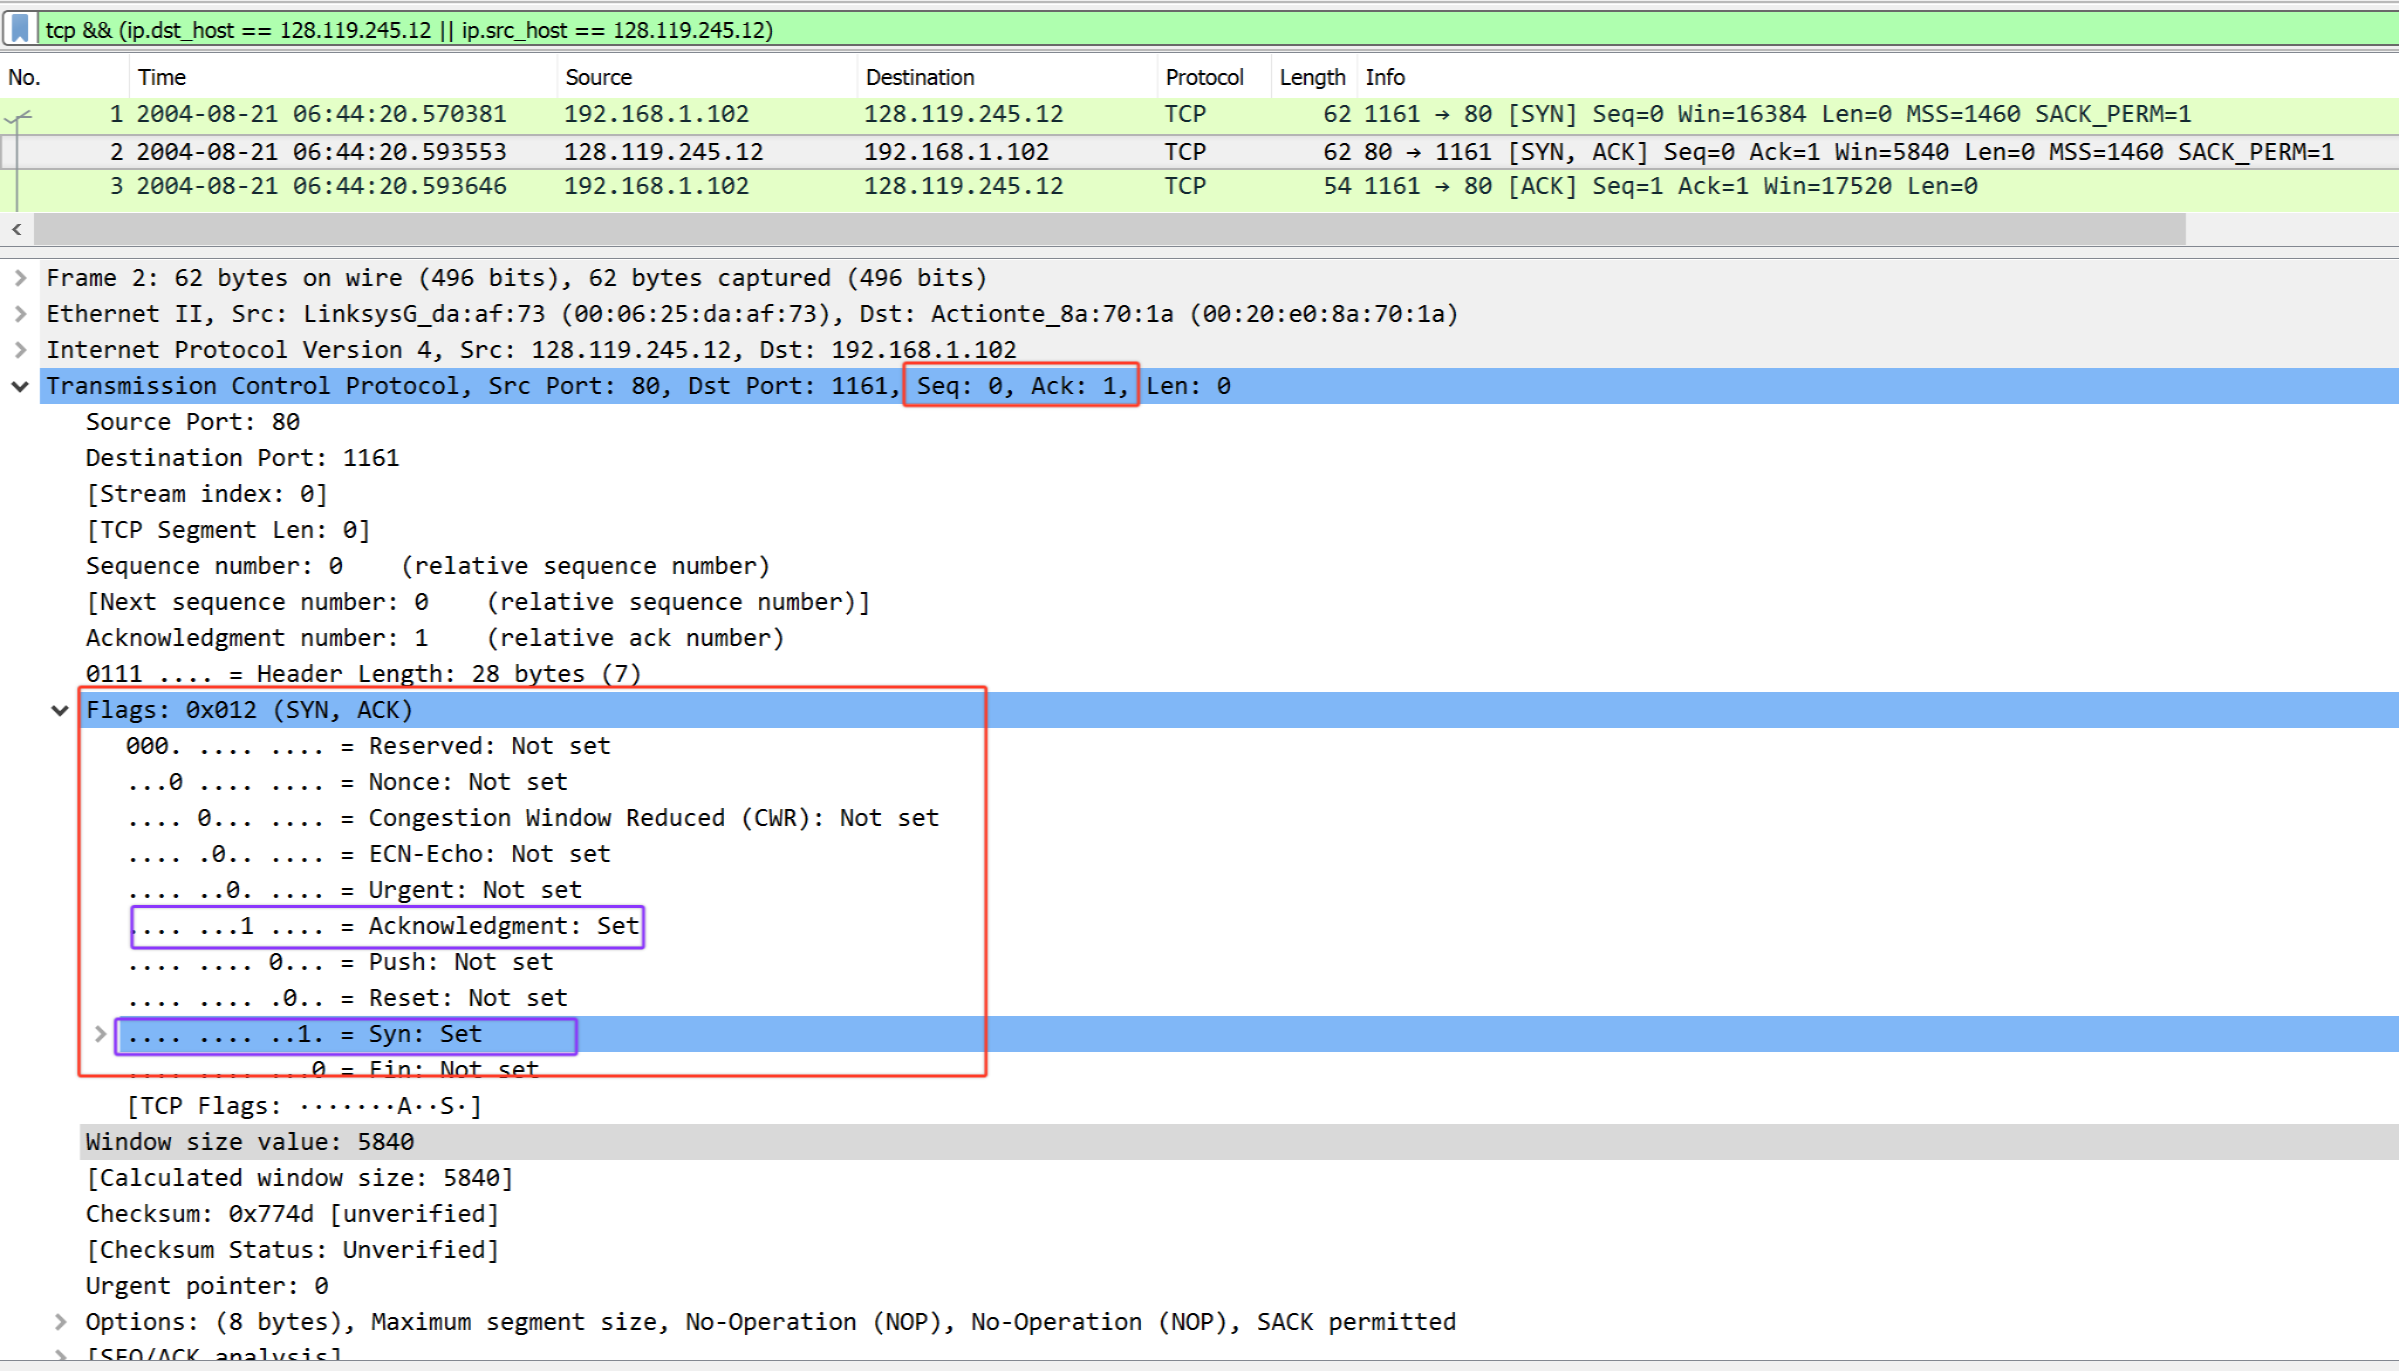 tcp && (ip.dst_host == 128.119.245.12 || ip.src_host == 128.119.245.12)
No. Time Source Destination Protocol Length Info
1 2004-08-21 06:44:20.570381 192.168.1.102 128.119.245.12 TCP 62 1161 → 80 [SYN] Seq=0 Win=16384 Len=0 MSS=1460 SACK_PERM=1
2 2004-08-21 06:44:20.593553 128.119.245.12 192.168.1.102 TCP 62 80 → 1161 [SYN, ACK] Seq=0 Ack=1 Win=5840 Len=0 MSS=1460 SACK_PERM=1
3 2004-08-21 06:44:20.593646 192.168.1.102 128.119.245.12 TCP 54 1161 → 80 [ACK] Seq=1 Ack=1 Win=17520 Len=0
Frame 2: 62 bytes on wire (496 bits), 62 bytes captured (496 bits)
Ethernet II, Src: LinksysG_da:af:73 (00:06:25:da:af:73), Dst: Actionte_8a:70:1a (00:20:e0:8a:70:1a)
Internet Protocol Version 4, Src: 128.119.245.12, Dst: 192.168.1.102
Transmission Control Protocol, Src Port: 80, Dst Port: 1161, Seq: 0, Ack: 1, Len: 0
Source Port: 80
Destination Port: 1161
[Stream index: 0]
[TCP Segment Len: 0]
Sequence number: 0    (relative sequence number)
[Next sequence number: 0    (relative sequence number)]
Acknowledgment number: 1    (relative ack number)
0111 .... = Header Length: 28 bytes (7)
Flags: 0x012 (SYN, ACK)
000. .... .... = Reserved: Not set
...0 .... .... = Nonce: Not set
.... 0... .... = Congestion Window Reduced (CWR): Not set
.... .0.. .... = ECN-Echo: Not set
.... ..0. .... = Urgent: Not set
.... ...1 .... = Acknowledgment: Set
.... .... 0... = Push: Not set
.... .... .0.. = Reset: Not set
.... .... ..1. = Syn: Set
.... .... ...0 = Fin: Not set
[TCP Flags: ·······A··S·]
Window size value: 5840
[Calculated window size: 5840]
Checksum: 0x774d [unverified]
[Checksum Status: Unverified]
Urgent pointer: 0
Options: (8 bytes), Maximum segment size, No-Operation (NOP), No-Operation (NOP), SACK permitted
[SEQ/ACK analysis]